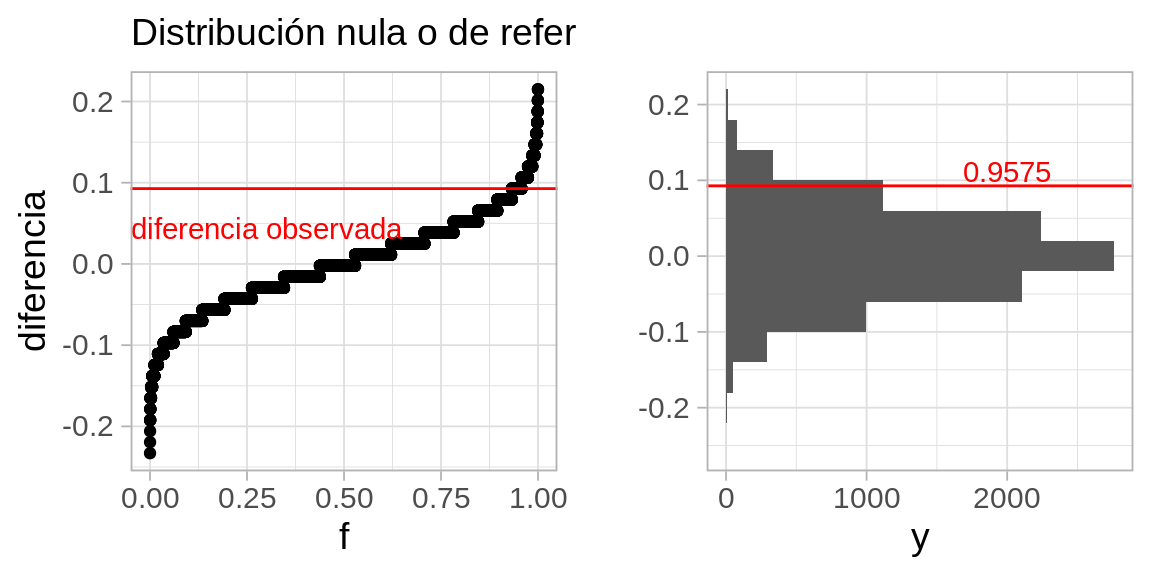 Distribución nula o de refer
diferencia
0.2
0.1
0.0
-0.1
-0.2
diferencia observada
0.00 0.25 0.50 0.75 1.00
f
0.2
0.1
0.0
-0.1
-0.2
0.9575
0 1000 2000
y